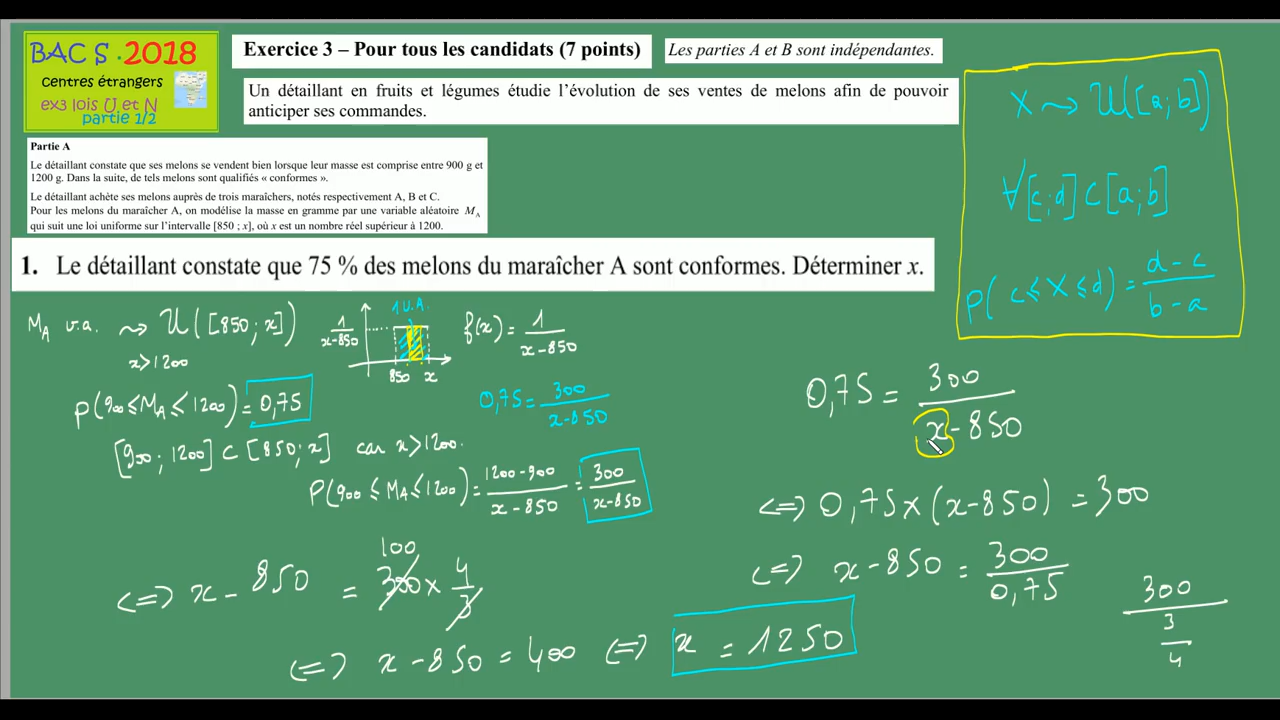 BAC S . 2018
centres étrangers
ex3 lois U et N
partie 1/2
Exercice 3 – Pour tous les candidats (7 points)
Les parties A et B sont indépendantes.
Un détaillant en fruits et légumes étudie l’évolution de ses ventes de melons afin de pouvoir
anticiper ses commandes.
Partie A
Le détaillant constate que ses melons se vendent bien lorsque leur masse est comprise entre 900 g et
1200 g. Dans la suite, de tels melons sont qualifiés « conformes ».
Le détaillant achète ses melons auprès de trois maraîchers, notés respectivement A, B et C.
Pour les melons du maraîcher A, on modélise la masse en gramme par une variable aléatoire M_A
qui suit une loi uniforme sur l’intervalle [850 ; x], où x est un nombre réel supérieur à 1200.
X ⇝ U([a;b])
∀[c;d] ⊂ [a;b]
P(c ≤ X ≤ d) = (d-c)/(b-a)
1. Le détaillant constate que 75 % des melons du maraîcher A sont conformes. Déterminer x.
M_A v.a. ⇝ U([850; x])
x>1200
1 U.A.
1/(x-850)
850 x
f(x) = 1/(x-850)
P(900 ≤ M_A ≤ 1200) = 0,75
0,75 = 300/(x-850)
[900; 1200] ⊂ [850; x] car x>1200.
P(900 ≤ M_A ≤ 1200) = (1200-900)/(x-850) = 300/(x-850)
0,75 = 300/(x-850)
⇔ 0,75 × (x-850) = 300
⇔ x-850 = 300/0,75
300/(3/4)
100
⇔ x - 850 = 300 × 4/3
⇔ x - 850 = 400 ⇔ x = 1250